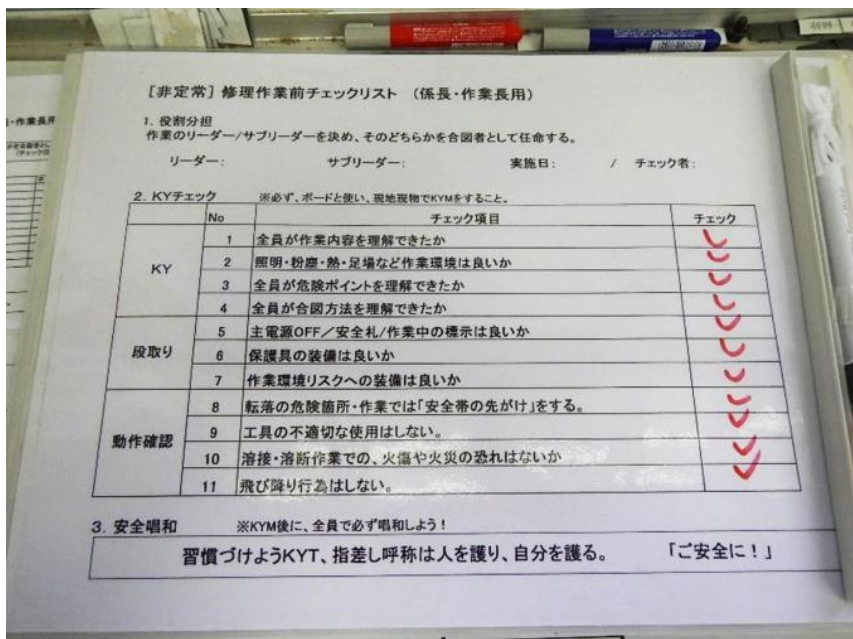 [非定常] 修理作業前チェックリスト （係長・作業長用）
1. 役割分担
作業のリーダー/サブリーダーを決め、そのどちらかを合図者として任命する。
リーダー： サブリーダー： 実施日： / チェック者：
2. KYチェック ※必ず、ボードと使い、現地現物でKYMをすること。
No チェック項目 チェック
KY
1 全員が作業内容を理解できたか
2 照明・粉塵・熱・足場など作業環境は良いか
3 全員が危険ポイントを理解できたか
4 全員が合図方法を理解できたか
段取り
5 主電源OFF／安全札/作業中の標示は良いか
6 保護具の装備は良いか
7 作業環境リスクへの装備は良いか
動作確認
8 転落の危険箇所・作業では「安全帯の先がけ」をする。
9 工具の不適切な使用はしない。
10 溶接・溶断作業での、火傷や火災の恐れはないか
11 飛び降り行為はしない。
3. 安全唱和 ※KYM後に、全員で必ず唱和しよう！
習慣づけようKYT、指差し呼称は人を護り、自分を護る。 「ご安全に！」